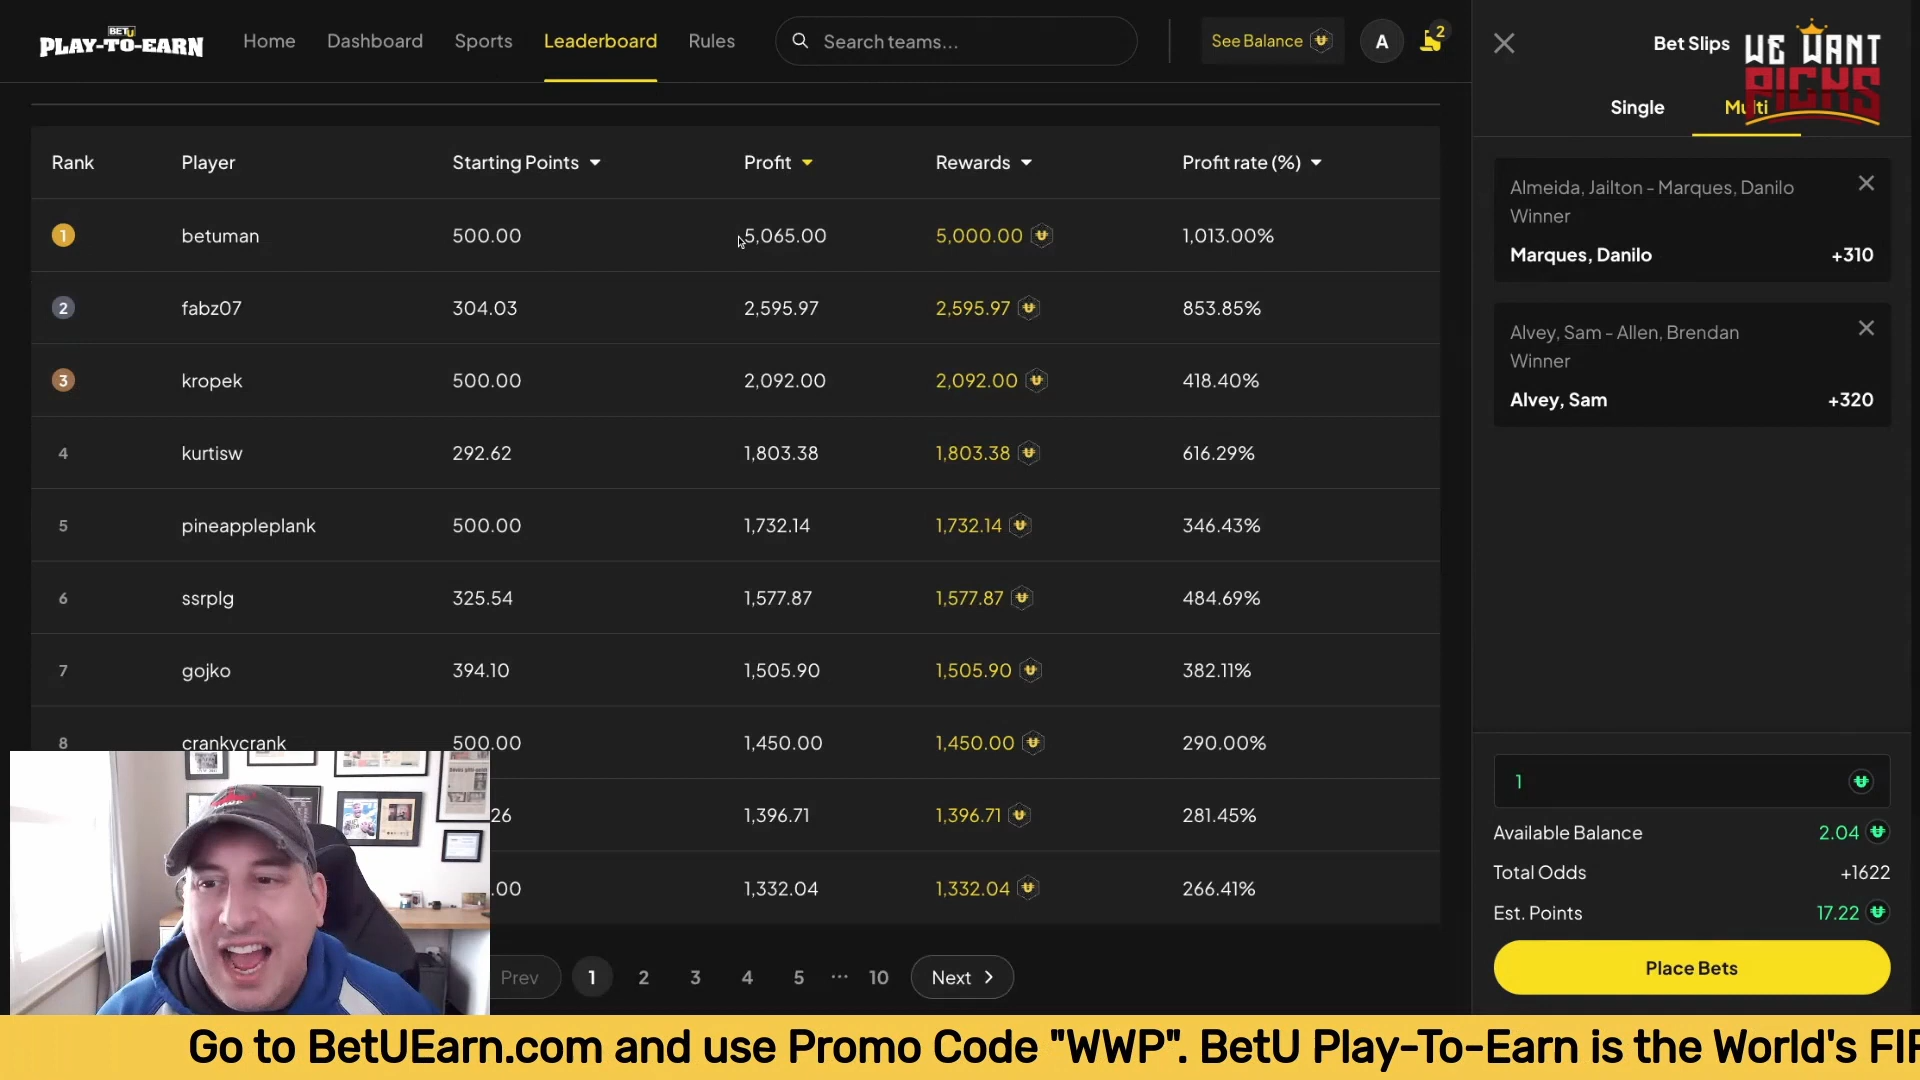 BETU
PLAY-TO-EARN
Home Dashboard Sports Leaderboard Rules
Search teams...
See Balance
A
2
Bet Slips
WE WANT
PICKS
Single Multi
Rank Player Starting Points Profit Rewards Profit rate (%)
1 betuman 500.00 5,065.00 5,000.00 1,013.00%
2 fabz07 304.03 2,595.97 2,595.97 853.85%
3 kropek 500.00 2,092.00 2,092.00 418.40%
4 kurtisw 292.62 1,803.38 1,803.38 616.29%
5 pineappleplank 500.00 1,732.14 1,732.14 346.43%
6 ssrplg 325.54 1,577.87 1,577.87 484.69%
7 gojko 394.10 1,505.90 1,505.90 382.11%
8 crankycrank 500.00 1,450.00 1,450.00 290.00%
26 1,396.71 1,396.71 281.45%
.00 1,332.04 1,332.04 266.41%
Prev 1 2 3 4 5 ... 10 Next
Almeida, Jailton - Marques, Danilo
Winner
Marques, Danilo +310
Alvey, Sam - Allen, Brendan
Winner
Alvey, Sam +320
1
Available Balance 2.04
Total Odds +1622
Est. Points 17.22
Place Bets
Go to BetUEarn.com and use Promo Code "WWP". BetU Play-To-Earn is the World's FIR